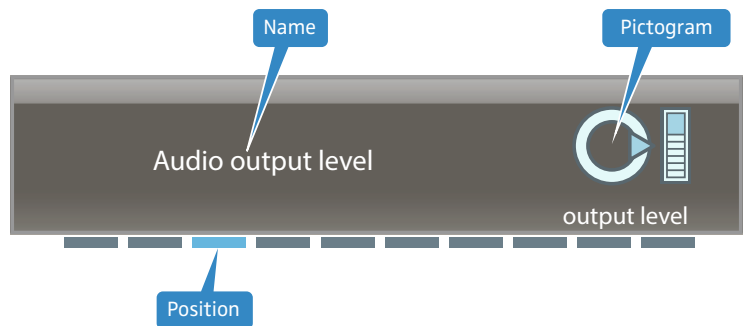 Name
Pictogram
Audio output level
output level
Position